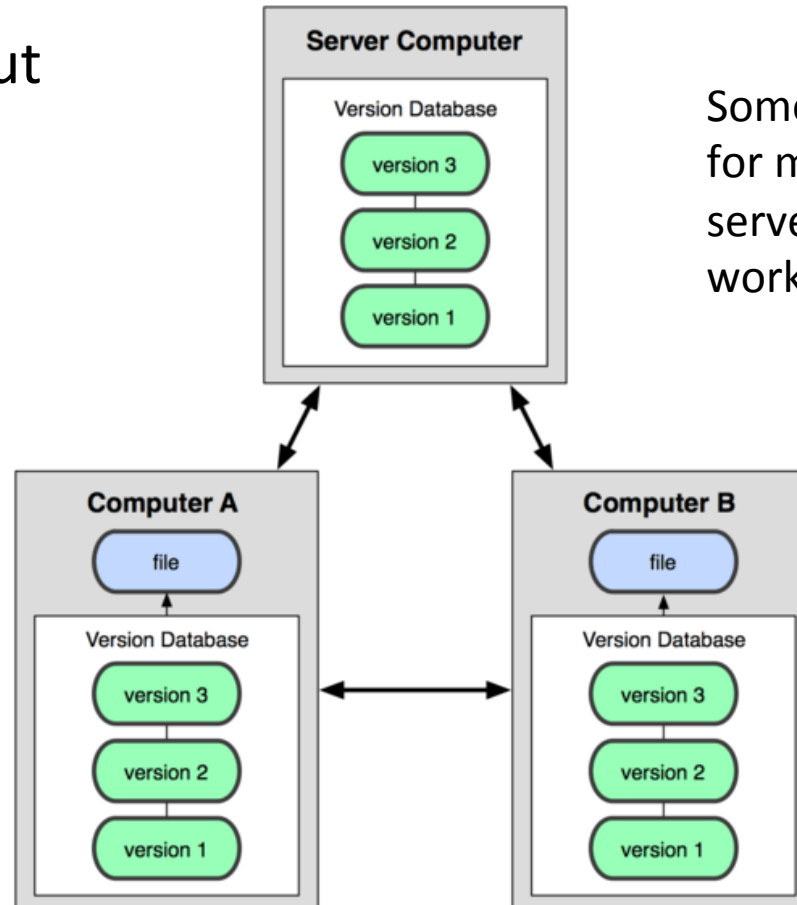 ut
Server Computer
Version Database
version 3
version 2
version 1
Some
for m
serve
work
Computer A
file
Version Database
version 3
version 2
version 1
Computer B
file
Version Database
version 3
version 2
version 1